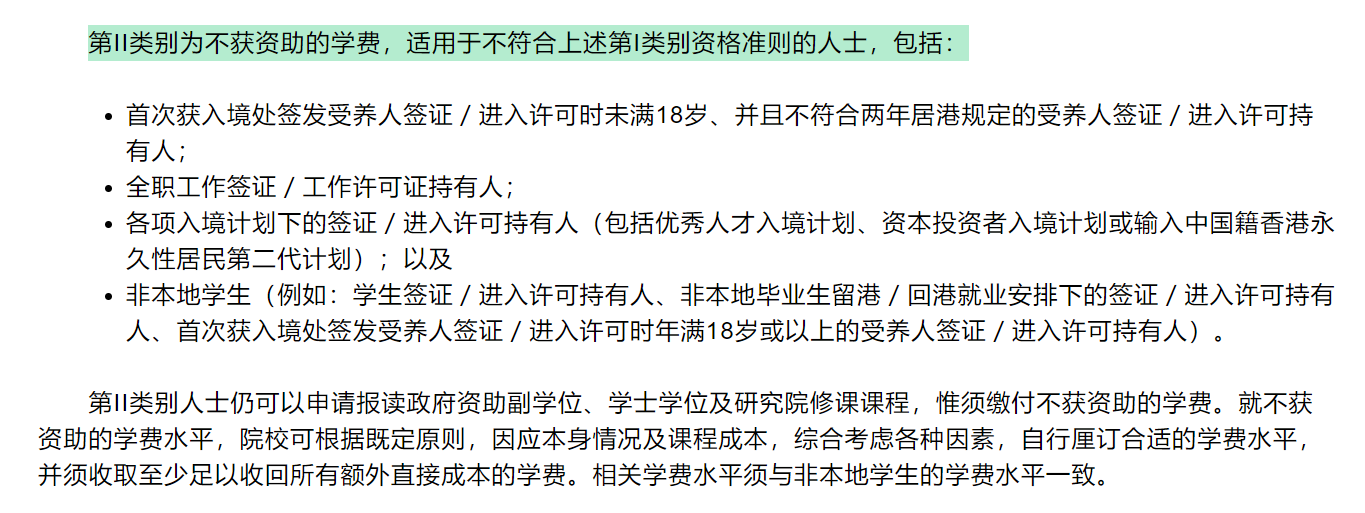 第II类别为不获资助的学费，适用于不符合上述第I类别资格准则的人士，包括：
• 首次获入境处签发受养人签证／进入许可时未满18岁、并且不符合两年居港规定的受养人签证／进入许可持
有人；
• 全职工作签证／工作许可证持有人；
• 各项入境计划下的签证／进入许可持有人（包括优秀人才入境计划、资本投资者入境计划或输入中国籍香港永
久性居民第二代计划）；以及
• 非本地学生（例如：学生签证／进入许可持有人、非本地毕业生留港／回港就业安排下的签证／进入许可持有
人、首次获入境处签发受养人签证／进入许可时年满18岁或以上的受养人签证／进入许可持有人）。
第II类别人士仍可以申请报读政府资助副学位、学士学位及研究院修课课程，惟须缴付不获资助的学费。就不获
资助的学费水平，院校可根据既定原则，因应本身情况及课程成本，综合考虑各种因素，自行厘订合适的学费水平，
并须收取至少足以收回所有额外直接成本的学费。相关学费水平须与非本地学生的学费水平一致。